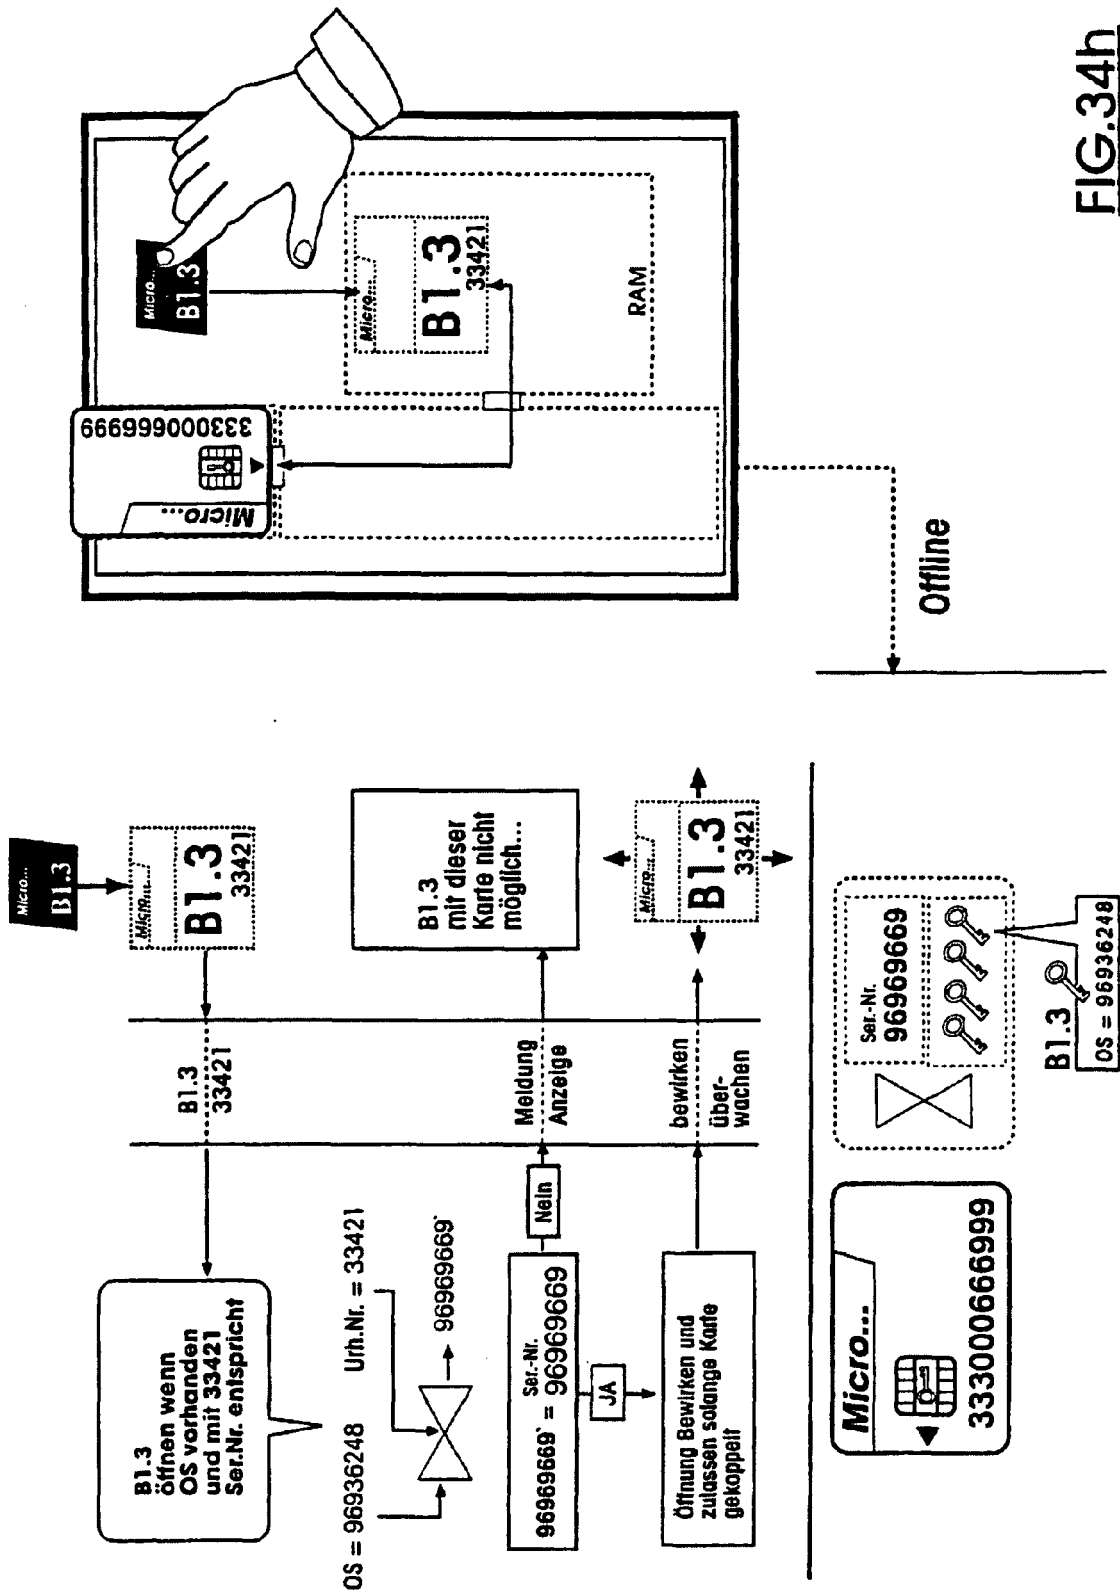 Micro...
B1.3
Micro...
B1.3
33421
B1.3
33421
B1.3
öffnen wenn
OS vorhanden
und mit 33421
Ser.Nr. entspricht
OS = 96936248
Urh.Nr. = 33421
96969669*
Ser.-Nr.
96969669* = 96969669
Nein
Meldung
Anzeige
B1.3
mit dieser
Karte nicht
möglich...
JA
Öffnung Bewirken und
zulassen solange Karte
gekoppelt
bewirken
über-
wachen
Micro...
B1.3
33421
Micro...
333000666999
Ser.-Nr.
96969669
B1.3
OS = 96936248
Micro...
333000666999
Micro...
B1.3
Micro...
B1.3
33421
RAM
Offline
FIG.34h